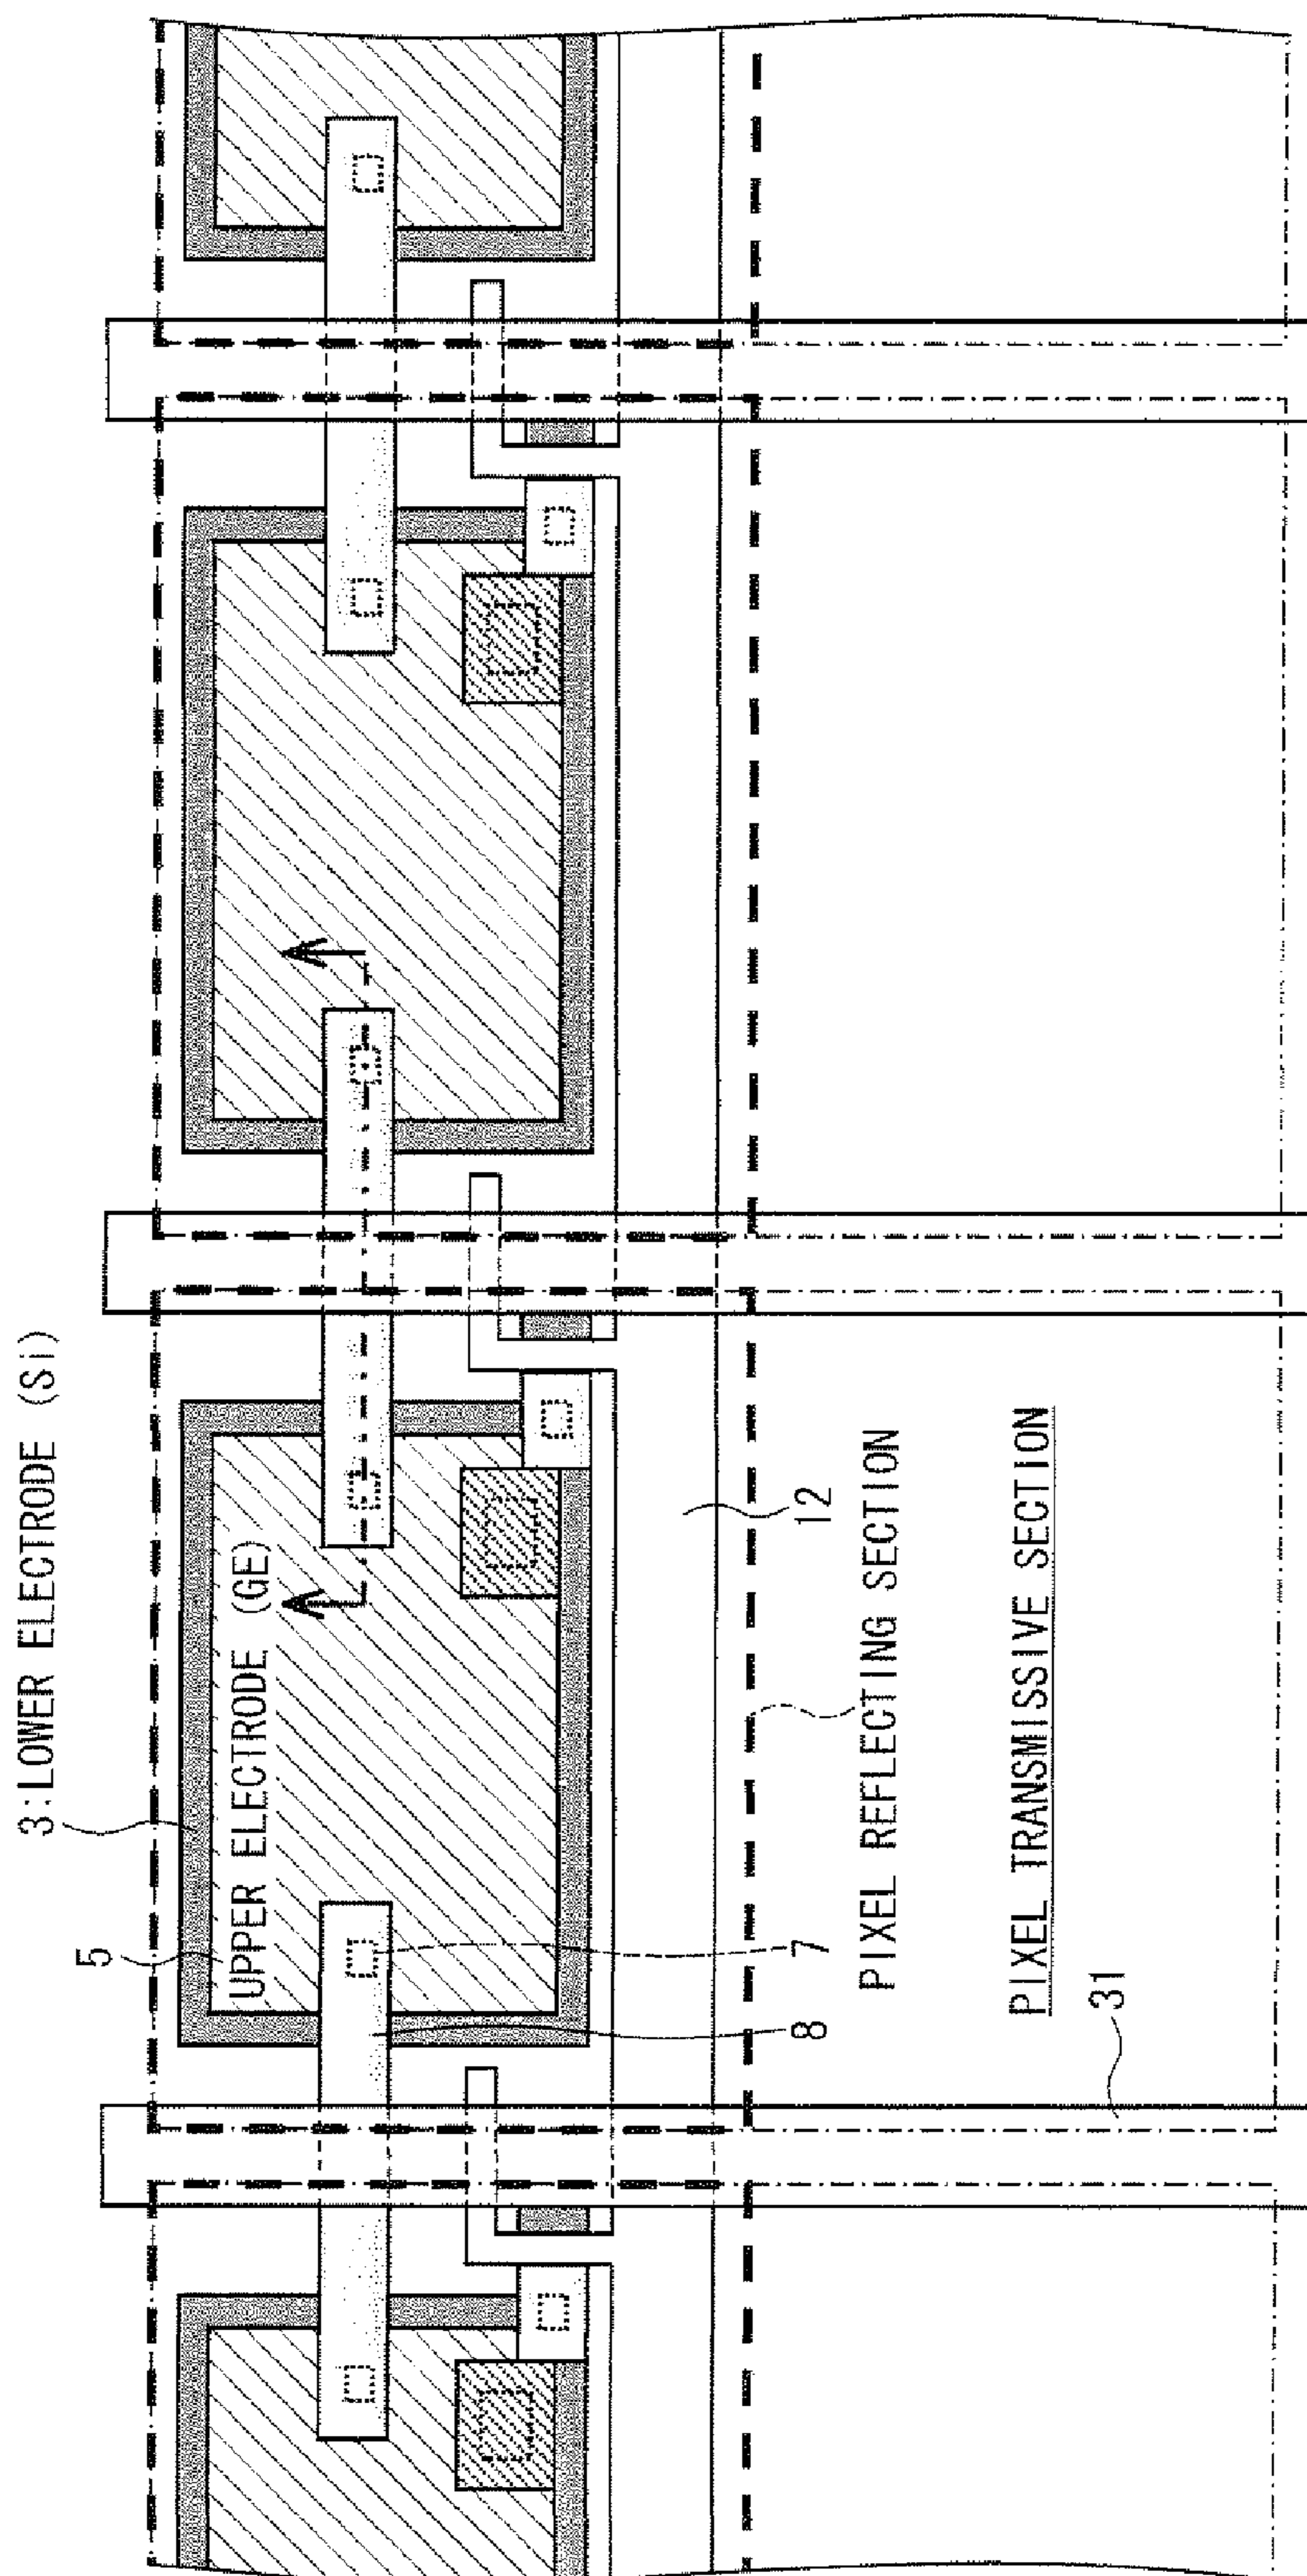 3:LOWER ELECTRODE (Si)
5
UPPER ELECTRODE (GE)
7
8
12
PIXEL REFLECTING SECTION
PIXEL TRANSMISSIVE SECTION
31